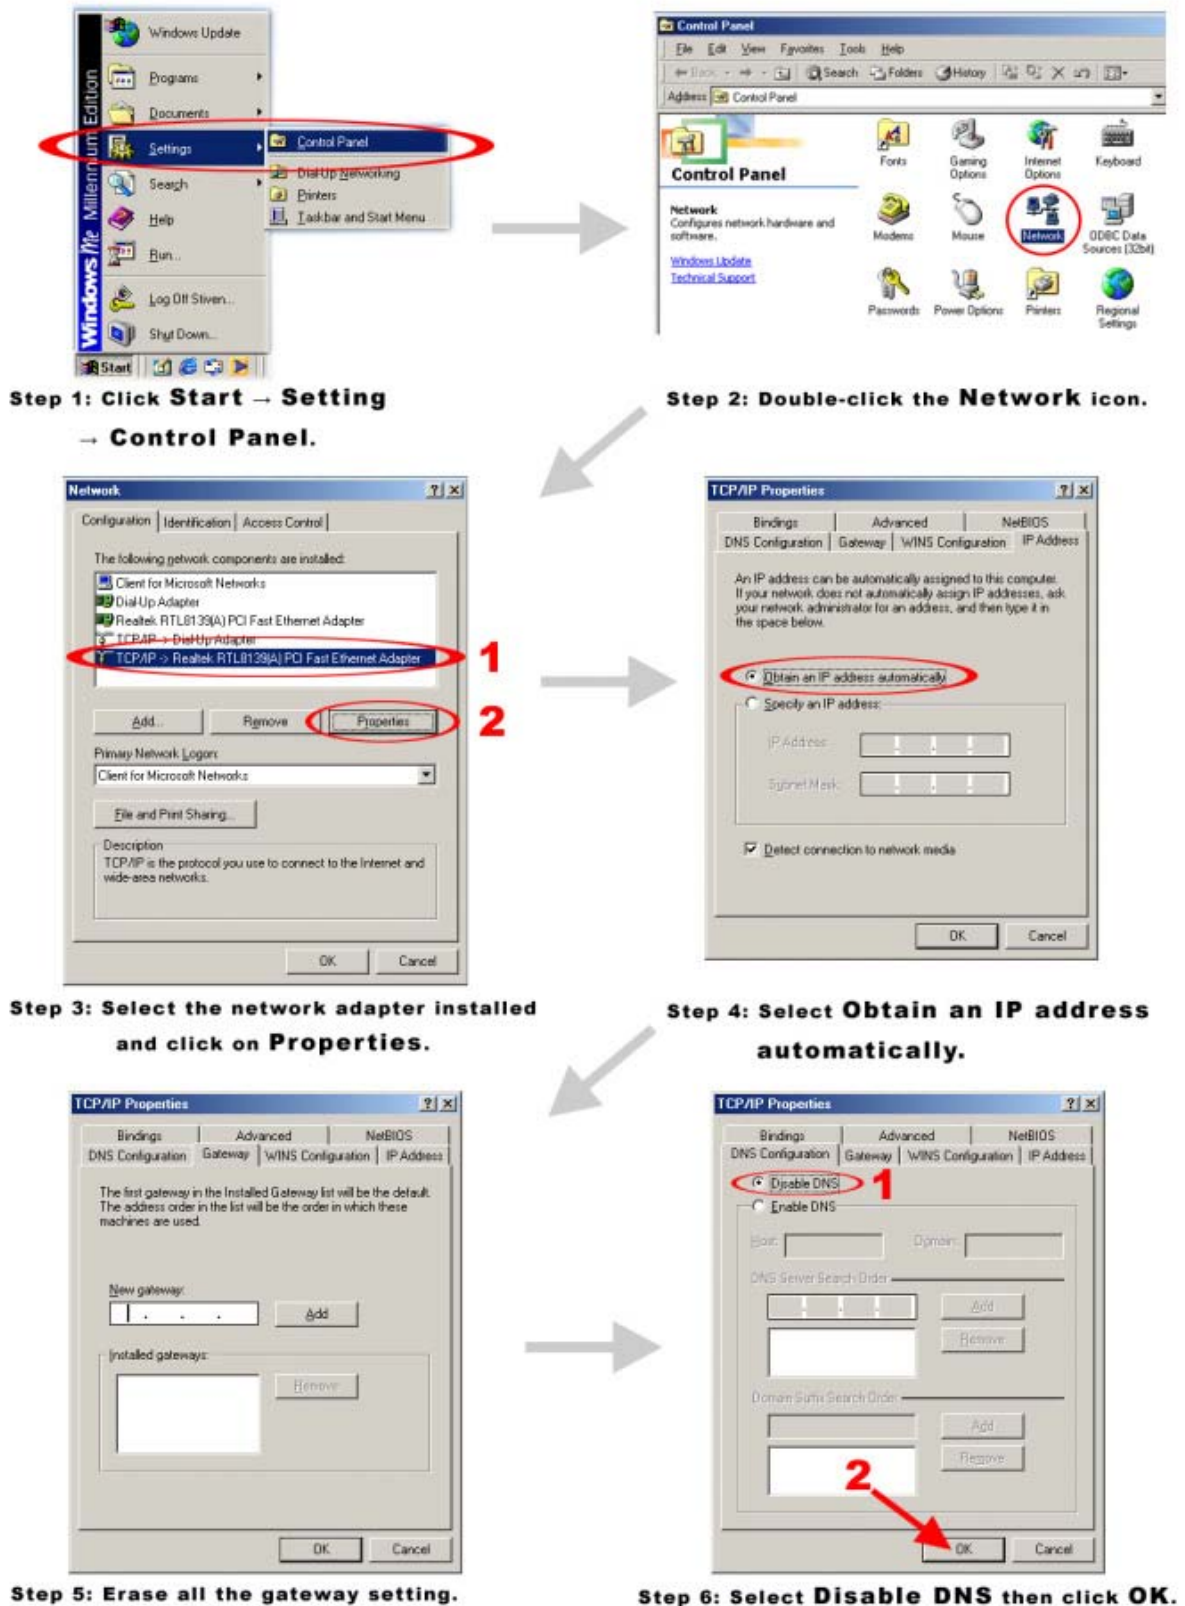 Windows Me Millennium Edition
Windows Update
Programs
Documents
Settings
Search
Help
Run...
Log Off Stiven...
Shut Down...
Start
Control Panel
Dial-Up Networking
Printers
Taskbar and Start Menu
Step 1: Click Start → Setting
→ Control Panel.
Control Panel
File Edit View Favorites Tools Help
Back Search Folders History
Address Control Panel
Control Panel
Network
Configures network hardware and
software.
Windows Update
Technical Support
Fonts
Gaming
Options
Internet
Options
Keyboard
Modems
Mouse
Network
ODBC Data
Sources (32bit)
Passwords
Power Options
Printers
Regional
Settings
Step 2: Double-click the Network icon.
Network
Configuration Identification Access Control
The following network components are installed:
Client for Microsoft Networks
Dial-Up Adapter
Realtek RTL8139(A) PCI Fast Ethernet Adapter
TCP/IP -> Dial-Up Adapter
TCP/IP -> Realtek RTL8139(A) PCI Fast Ethernet Adapter
1
Add... Remove Properties
2
Primary Network Logon:
Client for Microsoft Networks
File and Print Sharing...
Description
TCP/IP is the protocol you use to connect to the Internet and
wide-area networks.
OK Cancel
Step 3: Select the network adapter installed
and click on Properties.
TCP/IP Properties
Bindings Advanced NetBIOS
DNS Configuration Gateway WINS Configuration IP Address
An IP address can be automatically assigned to this computer.
If your network does not automatically assign IP addresses, ask
your network administrator for an address, and then type it in
the space below.
Obtain an IP address automatically
Specify an IP address:
IP Address:
Subnet Mask:
Detect connection to network media
OK Cancel
Step 4: Select Obtain an IP address
automatically.
TCP/IP Properties
Bindings Advanced NetBIOS
DNS Configuration Gateway WINS Configuration IP Address
The first gateway in the Installed Gateway list will be the default.
The address order in the list will be the order in which these
machines are used.
New gateway:
Add
Installed gateways:
Remove
OK Cancel
Step 5: Erase all the gateway setting.
TCP/IP Properties
Bindings Advanced NetBIOS
DNS Configuration Gateway WINS Configuration IP Address
Disable DNS
1
Enable DNS
Host: Domain:
DNS Server Search Order
Add
Remove
Domain Suffix Search Order
Add
Remove
2
OK Cancel
Step 6: Select Disable DNS then click OK.